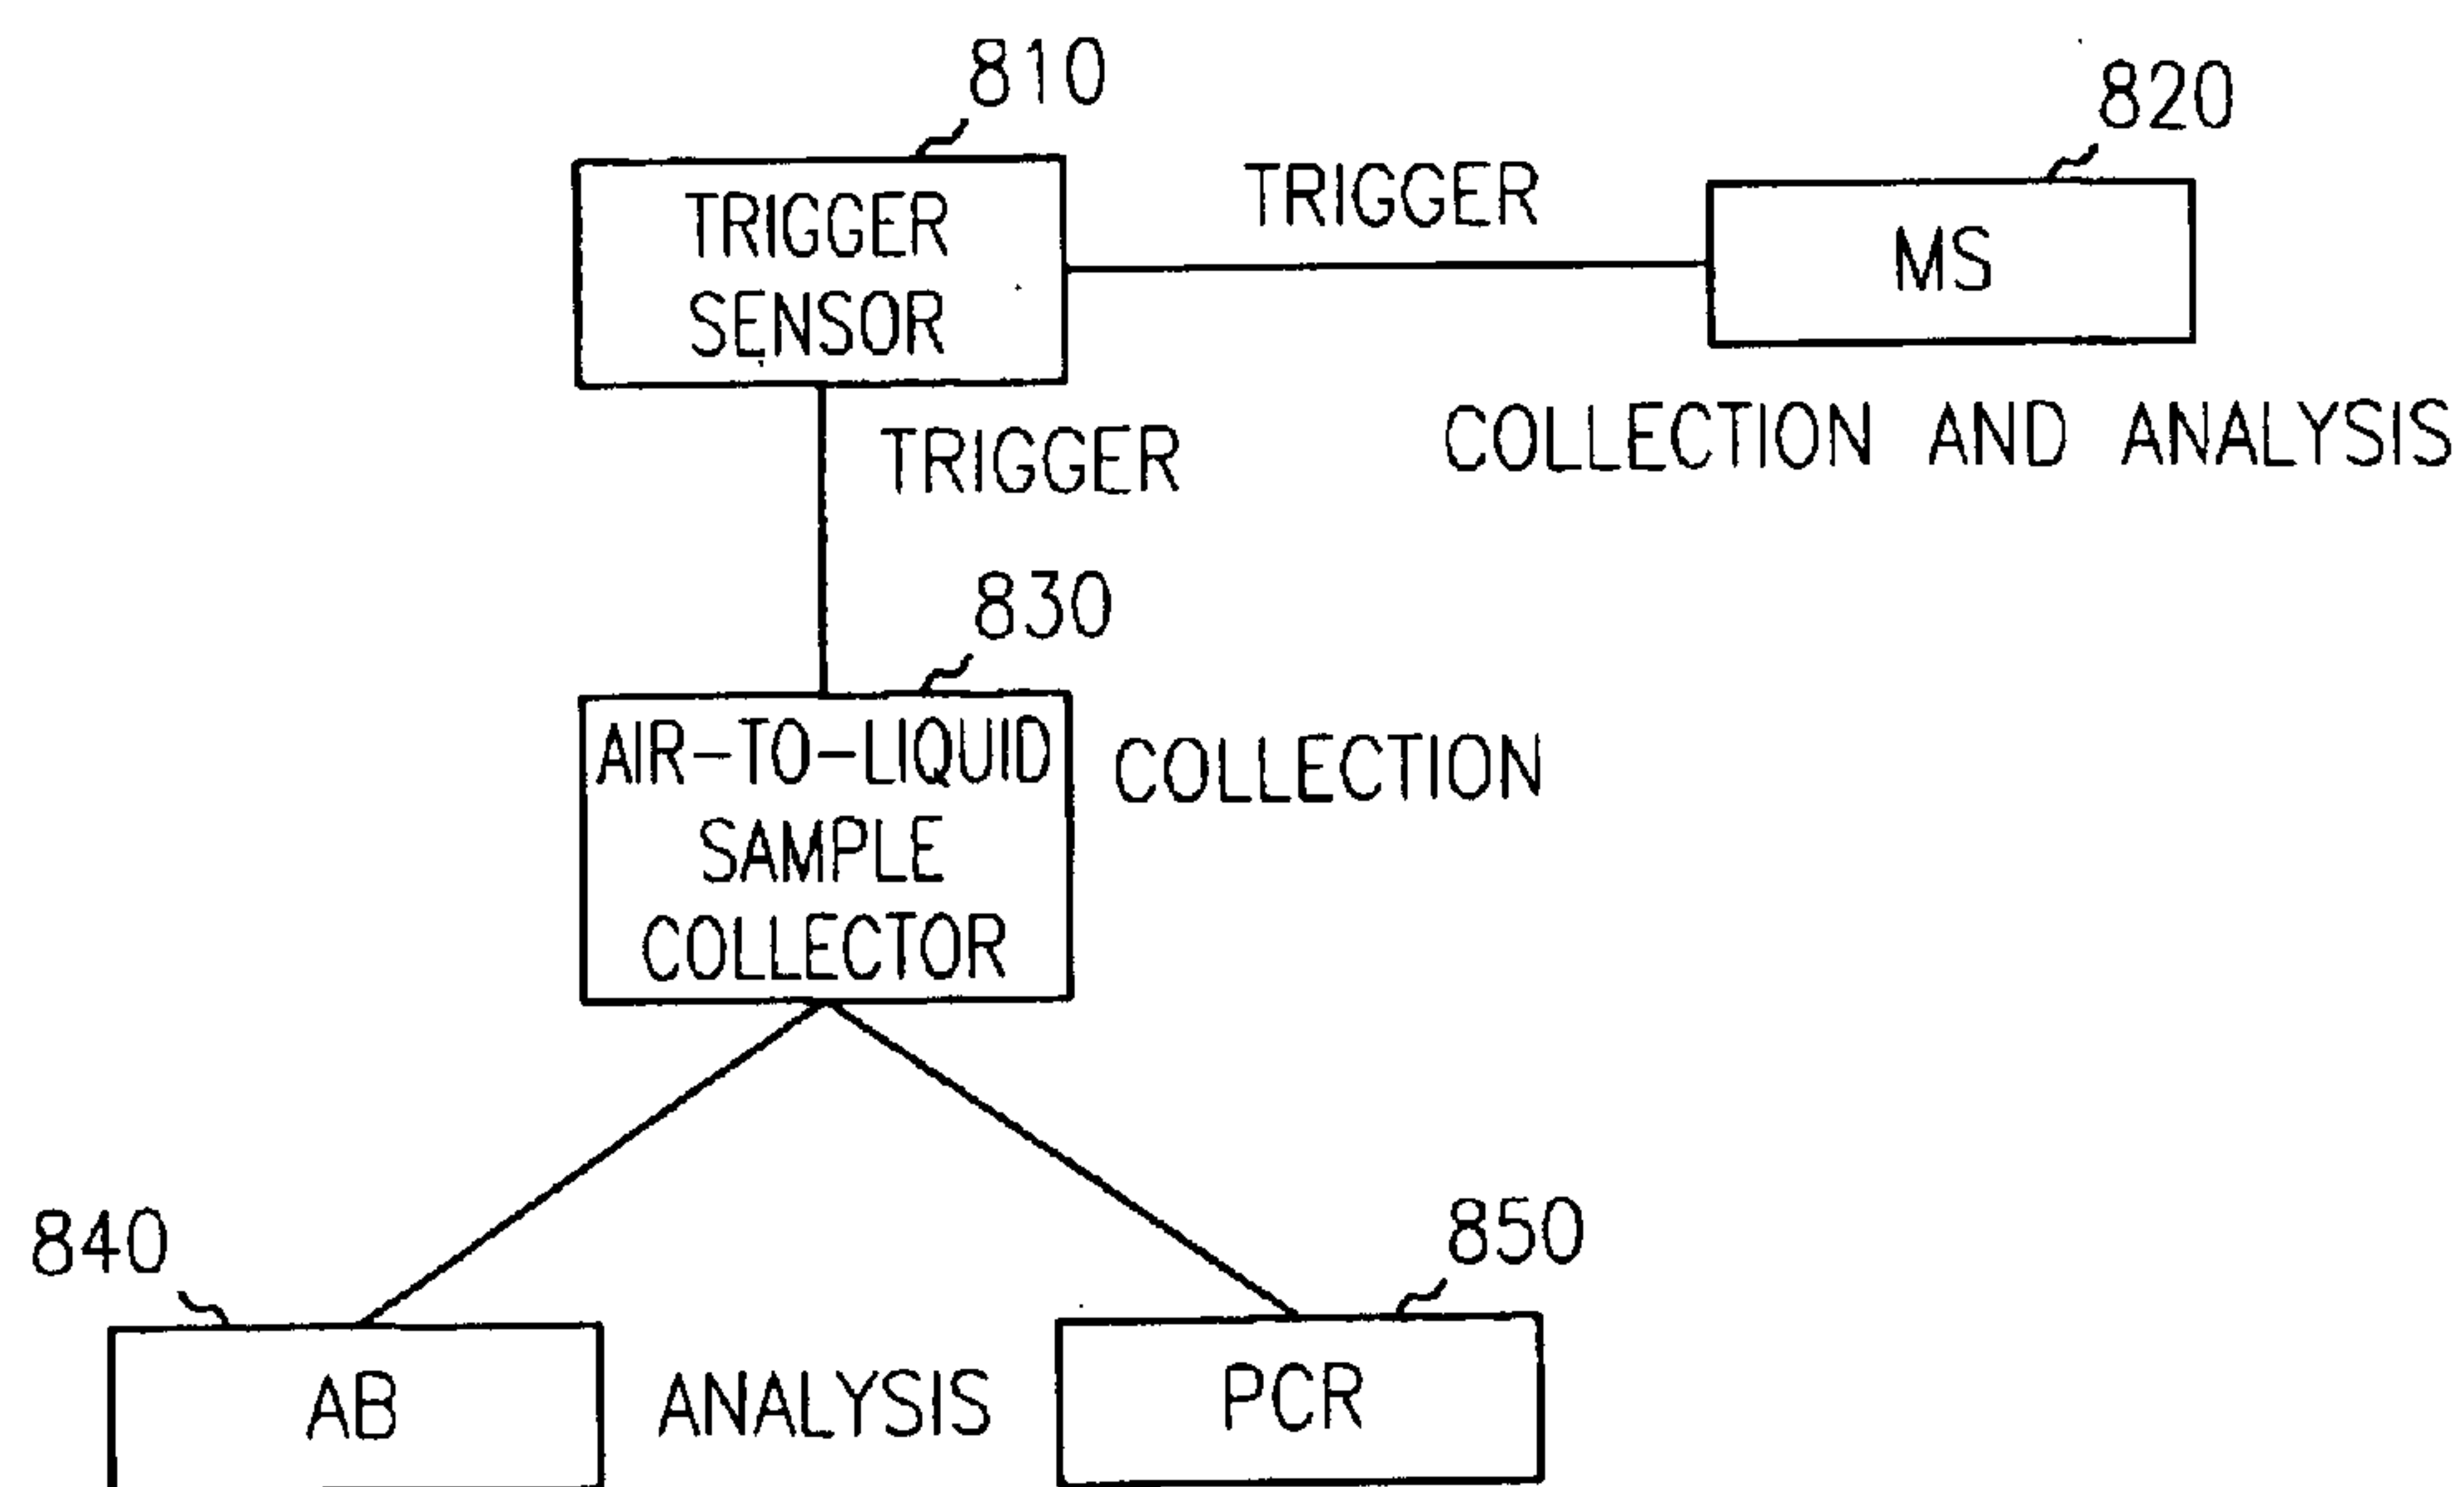 810
820
TRIGGER
SENSOR
TRIGGER
MS
COLLECTION AND ANALYSIS
TRIGGER
830
AIR-TO-LIQUID
SAMPLE
COLLECTOR
COLLECTION
840
850
AB
ANALYSIS
PCR